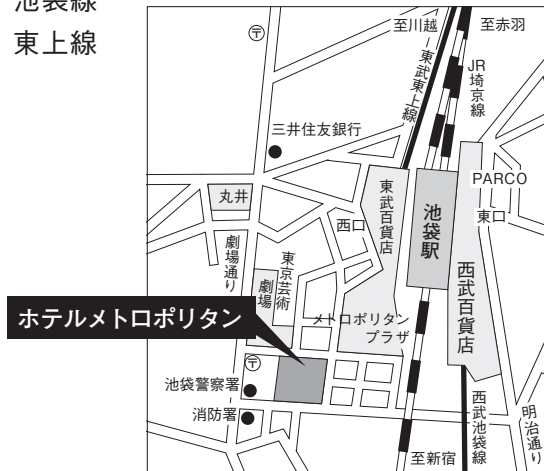 池袋線
東上線
至川越
至赤羽
〒
東武東上線
JR埼京線
三井住友銀行
PARCO
丸井
東武百貨店
池袋駅
東口
西口
劇場通り
東京芸術
劇場
西武百貨店
ホテルメトロポリタン
メトロポリタン
プラザ
〒
池袋警察署
消防署
西武池袋線
明治通り
至新宿